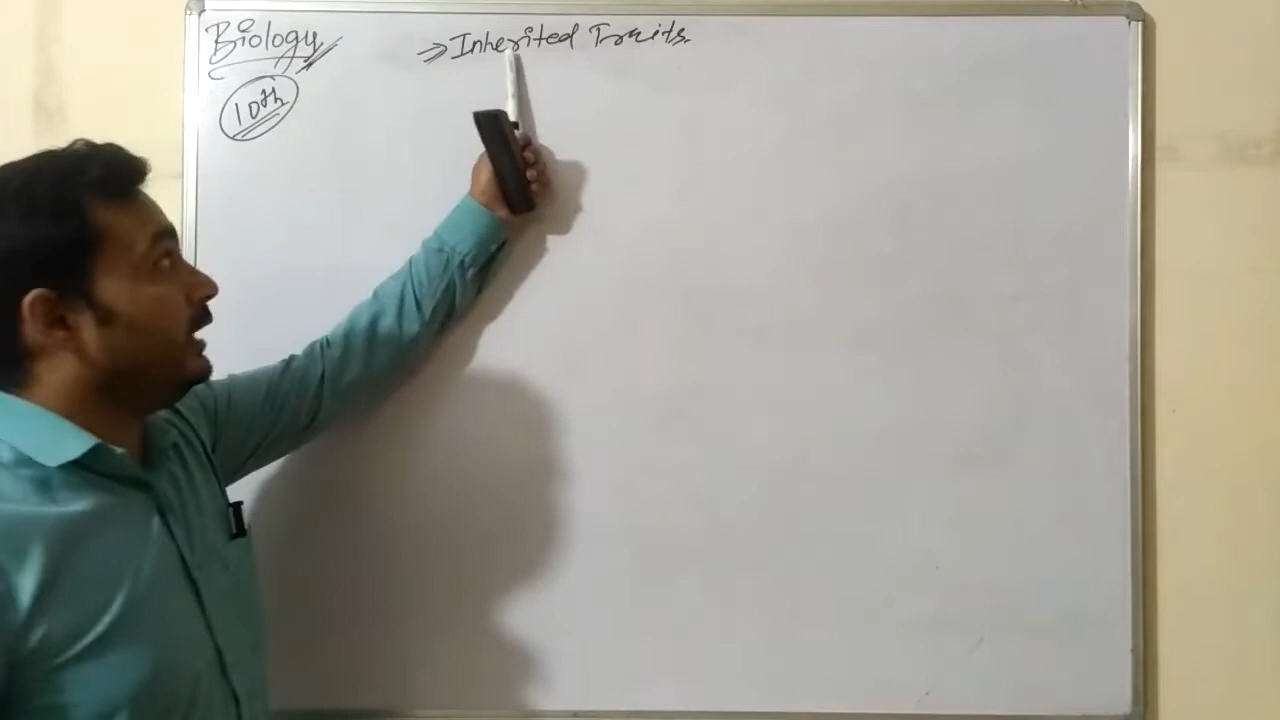 Biology
10th
⇒ Inherited Traits.